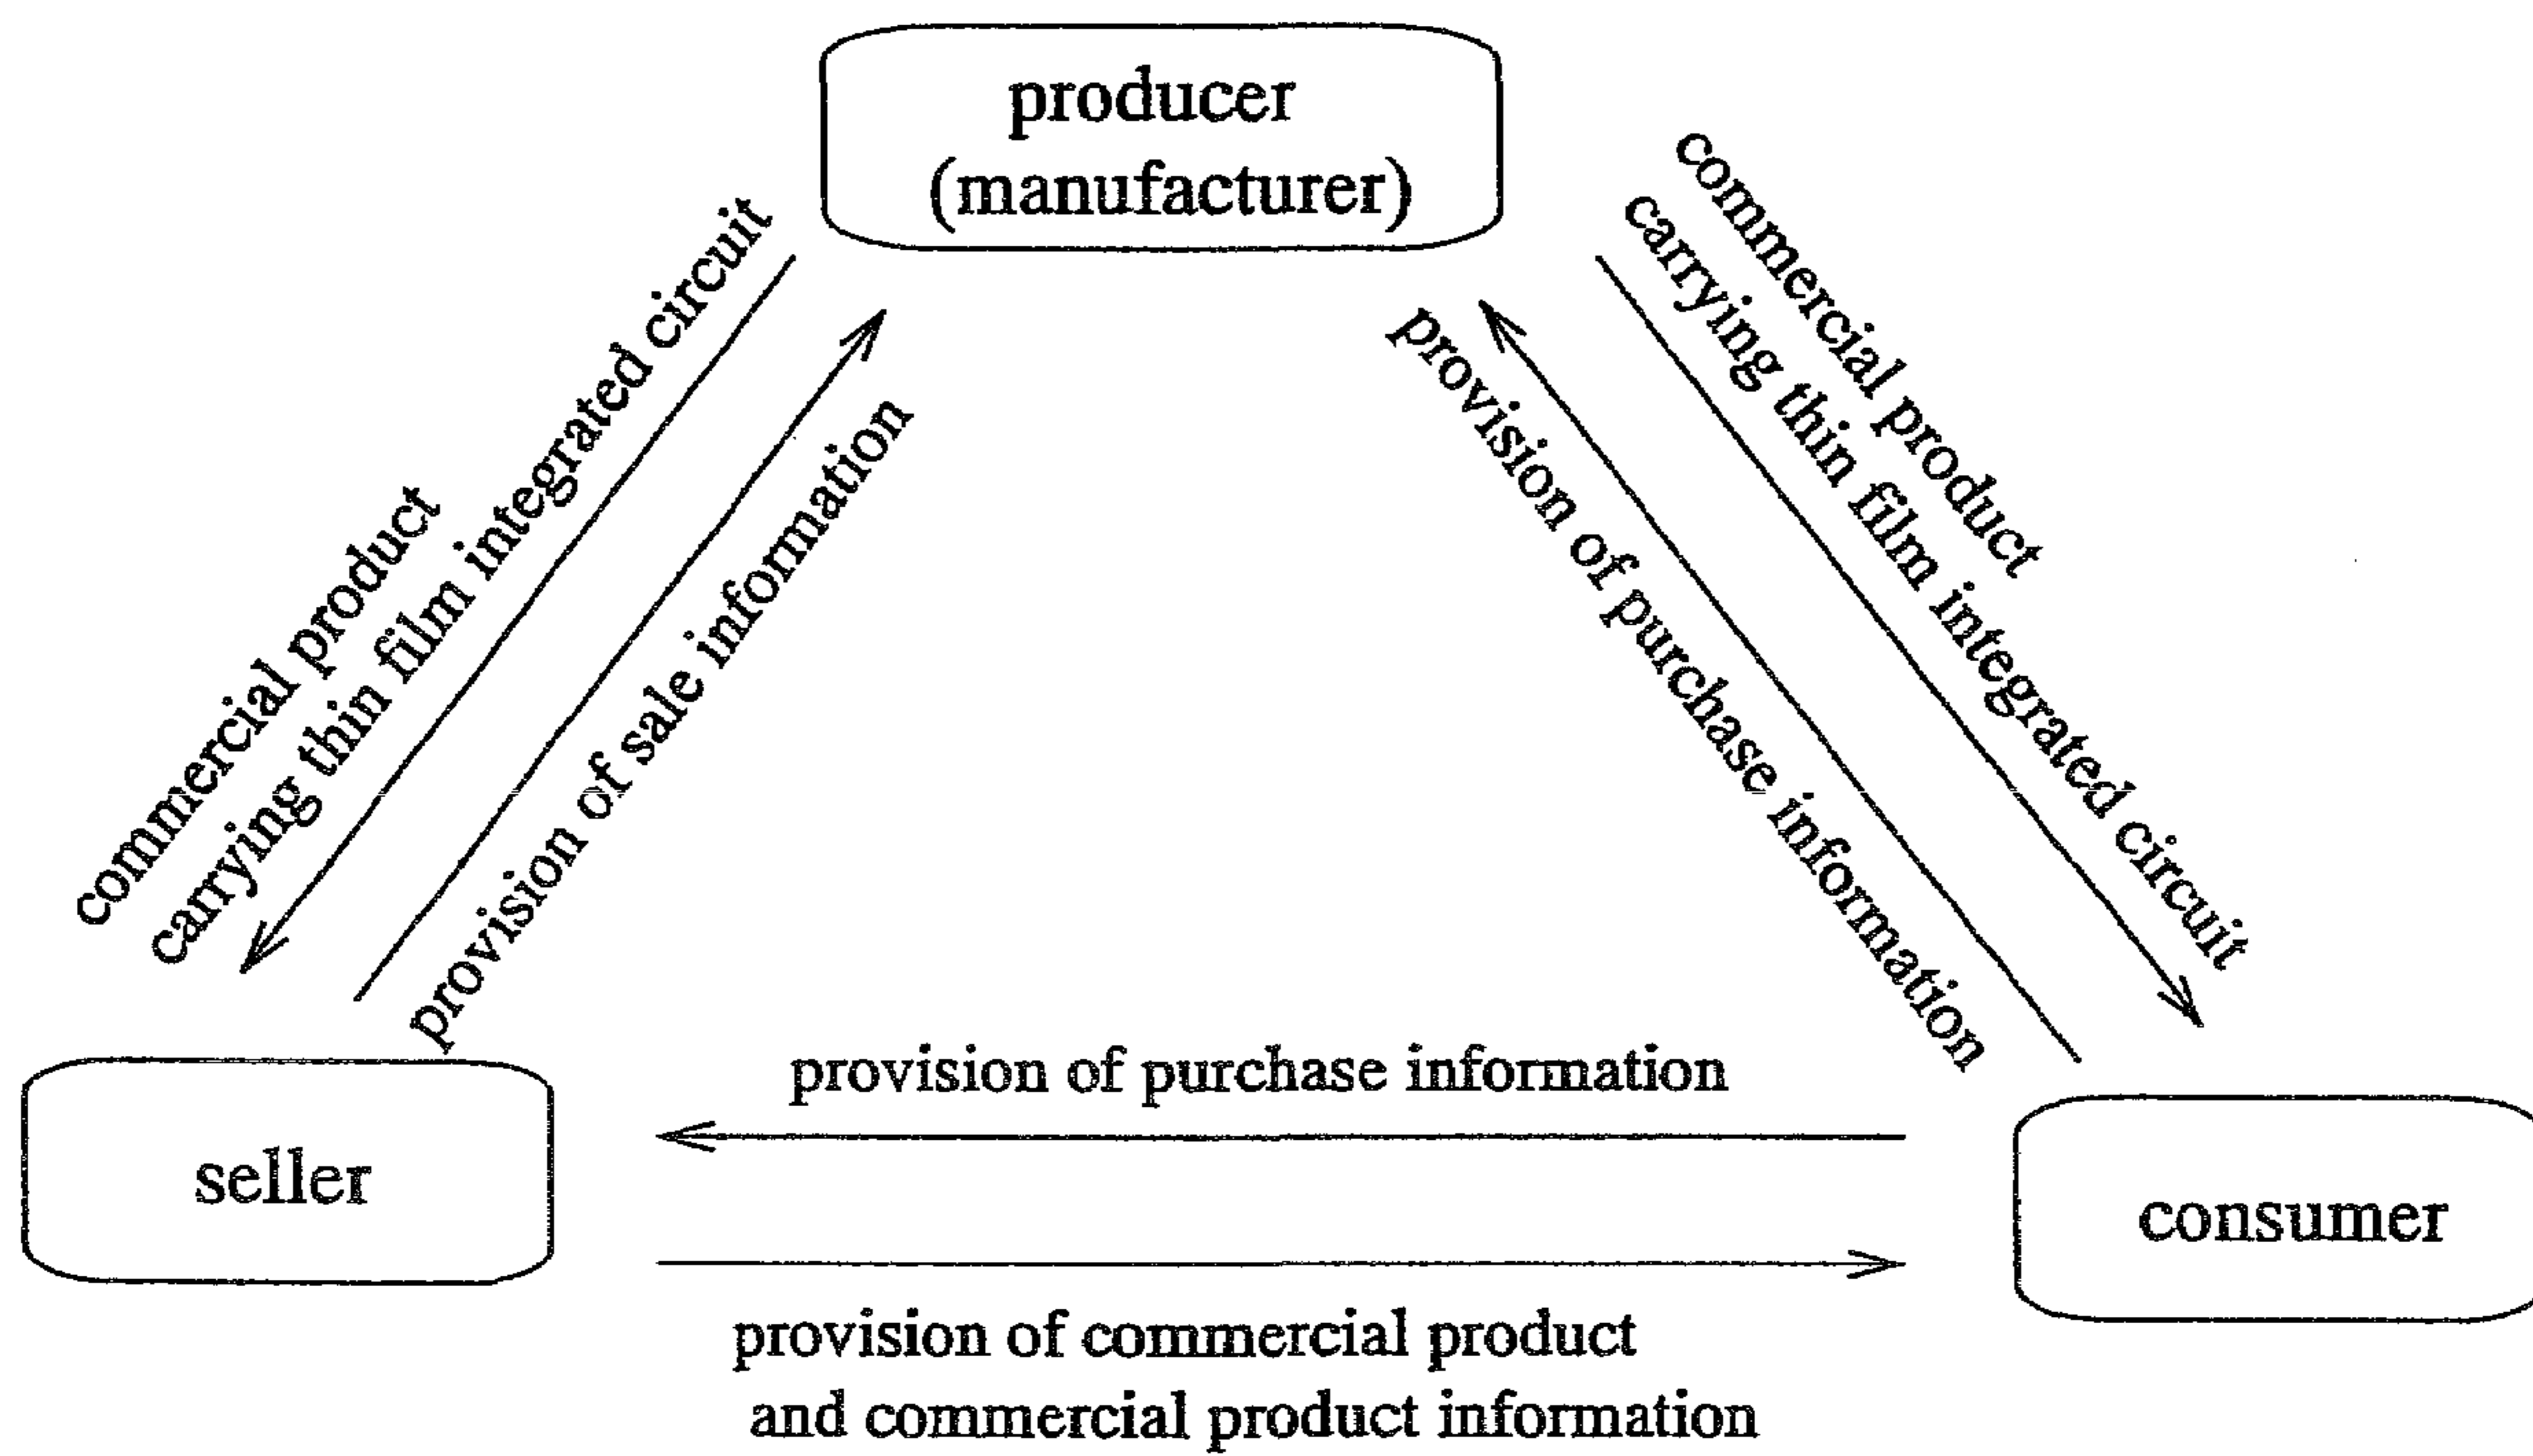 producer
(manufacturer)
commercial product
carrying thin film integrated circuit
provision of sale information
provision of purchase information
commercial product
carrying thin film integrated circuit
seller
provision of purchase information
consumer
provision of commercial product
and commercial product information